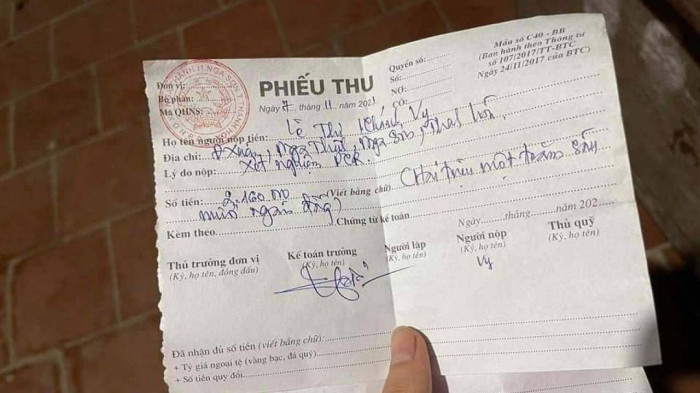 Mẫu số C40 - BB
(Ban hành theo Thông tư
số 107/2017/TT-BTC
Ngày 24/11/2017 của BTC)
Quyển số:
Số:
NỢ:
CÓ:
Đơn vị:
Bộ phận:
Mã QHNS:
PHIẾU THU
Ngày 7 tháng 11 năm 2021
Họ tên người nộp tiền: Lê Thị Khánh Vy
Địa chỉ: Nga Thuỷ, Nga Sơn, Thanh Hoá
Lý do nộp: Xét nghiệm PCR.
Số tiền: 2.160.000 (Viết bằng chữ) (Hai triệu một trăm sáu
mươi ngàn đồng)
Kèm theo Chứng từ kế toán
Ngày tháng năm 202
Thủ trưởng đơn vị
(Ký, họ tên, đóng dấu)
Kế toán trưởng
(Ký, họ tên)
Người lập
(Ký, họ tên)
Người nộp
(Ký, họ tên)
Thủ quỹ
(Ký, họ tên)
Vy
Đã nhận đủ số tiền (viết bằng chữ):
+ Tỷ giá ngoại tệ (vàng bạc, đá quý)
+ Số tiền quy đổi